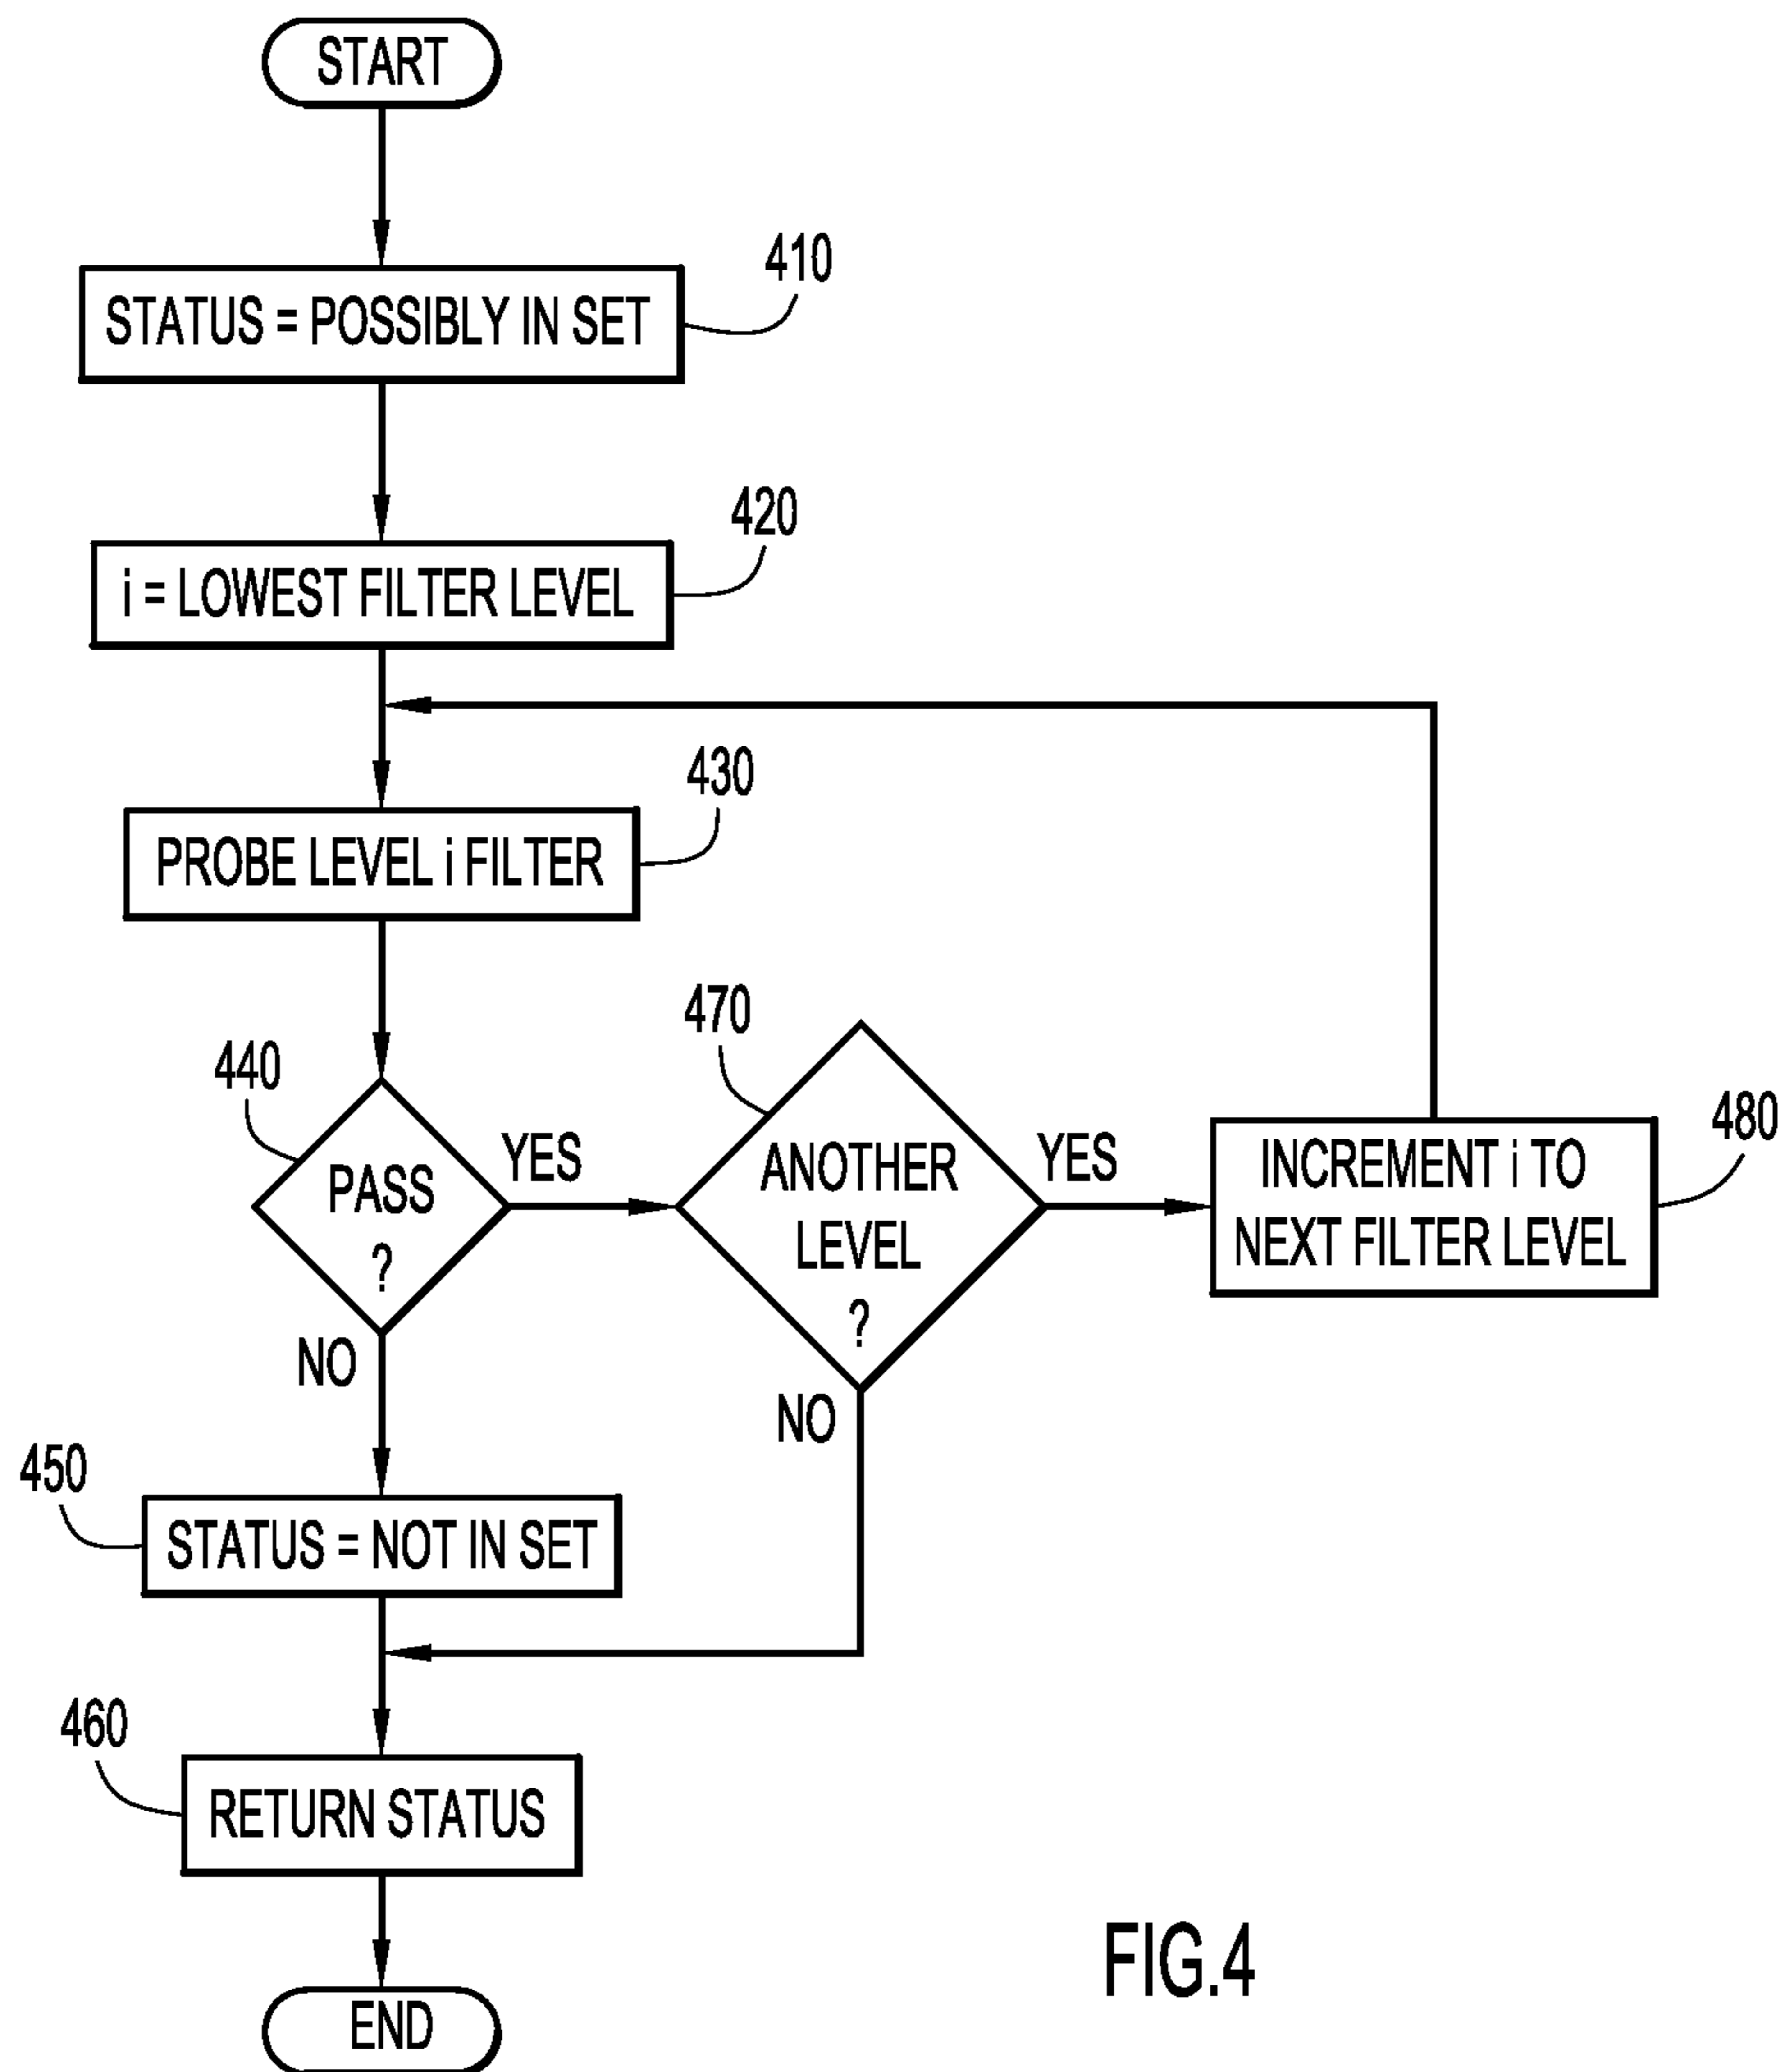 START
410
STATUS = POSSIBLY IN SET
420
i = LOWEST FILTER LEVEL
430
PROBE LEVEL i FILTER
440
PASS
?
YES
NO
470
ANOTHER
LEVEL
?
YES
NO
480
INCREMENT i TO
NEXT FILTER LEVEL
450
STATUS = NOT IN SET
460
RETURN STATUS
END
FIG.4